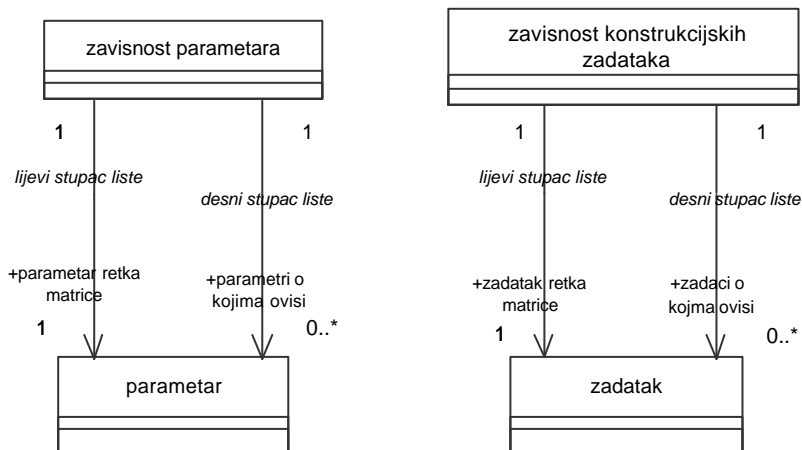 zavisnost parametara
1
1
lijevi stupac liste
desni stupac liste
+parametar retka
matrice
+parametri o
kojima ovisi
1
0..*
parametar
zavisnost konstrukcijskih
zadataka
1
1
lijevi stupac liste
desni stupac liste
+zadatak retka
matrice
+zadaci o
kojma ovisi
1
0..*
zadatak